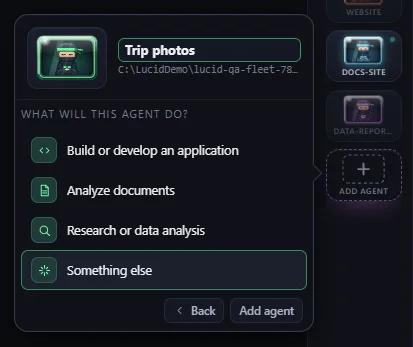 WEBSITE
Trip photos
C:\LucidDemo\lucid-qa-fleet-78…
DOCS-SITE
WHAT WILL THIS AGENT DO?
DATA-REPOR…
Build or develop an application
Analyze documents
ADD AGENT
Research or data analysis
Something else
Back
Add agent